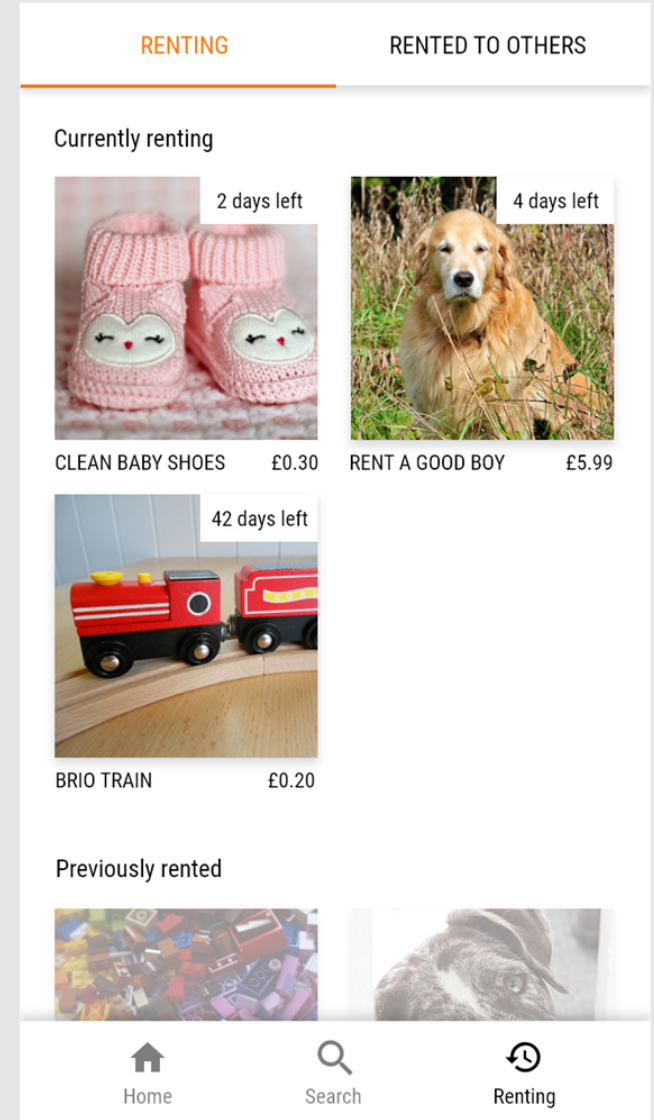 RENTING
RENTED TO OTHERS
Currently renting
2 days left
4 days left
CLEAN BABY SHOES £0.30
RENT A GOOD BOY £5.99
42 days left
BRIO TRAIN £0.20
Previously rented
Home
Search
Renting